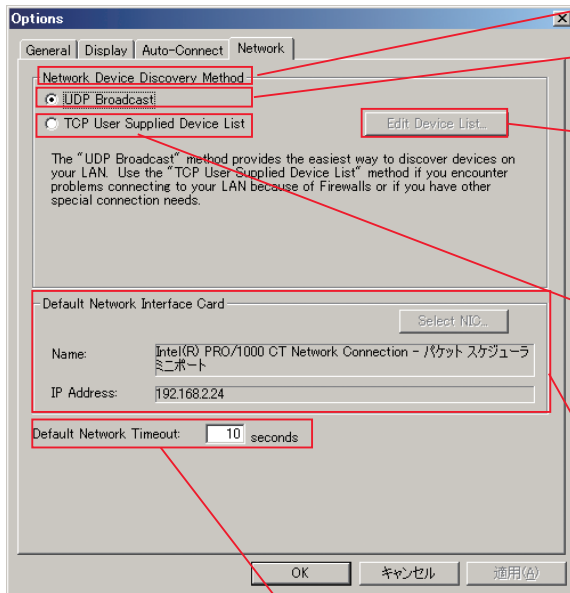 Options
General Display Auto-Connect Network
Network Device Discovery Method
UDP Broadcast
TCP User Supplied Device List
Edit Device List...
The "UDP Broadcast" method provides the easiest way to discover devices on
your LAN. Use the "TCP User Supplied Device List" method if you encounter
problems connecting to your LAN because of Firewalls or if you have other
special connection needs.
Default Network Interface Card
Select NIC...
Name: Intel(R) PRO/1000 CT Network Connection - パケット スケジューラ
ミニポート
IP Address: 192.168.2.24
Default Network Timeout: 10 seconds
OK キャンセル 適用(A)